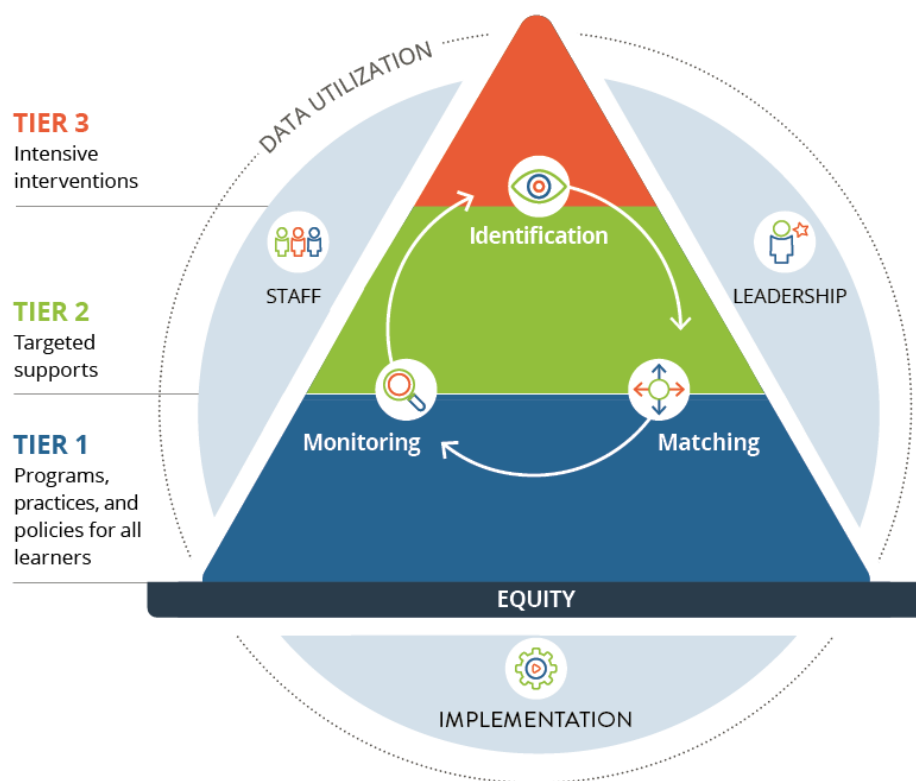 DATA UTILIZATION
TIER 3
Intensive
interventions
Identification
STAFF
LEADERSHIP
TIER 2
Targeted
supports
Monitoring
Matching
TIER 1
Programs,
practices, and
policies for all
learners
EQUITY
IMPLEMENTATION